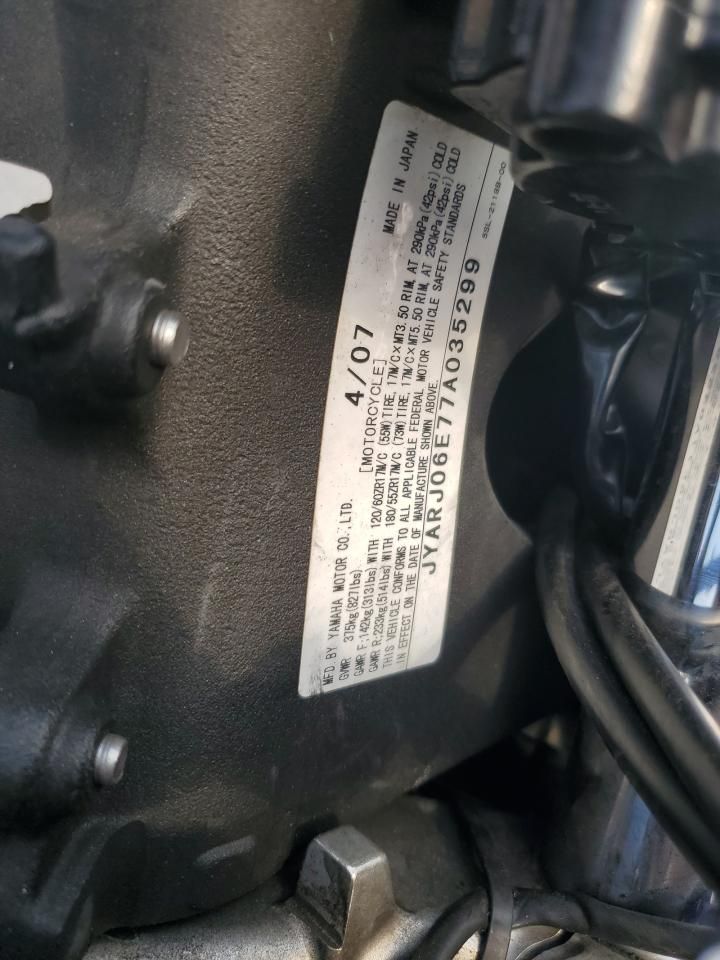 MFD. BY YAMAHA MOTOR CO.,LTD. 4/07 MADE IN JAPAN
GVWR 375kg(827lbs) [MOTORCYCLE]
GAWR F:142kg(313lbs)WITH 120/60ZR17M/C (55W)TIRE, 17M/C×MT3.50 RIM, AT 290kPa(42psi)COLD
GAWR R:233kg(514lbs)WITH 180/55ZR17M/C (73W)TIRE, 17M/C×MT5.50 RIM, AT 290kPa(42psi)COLD
THIS VEHICLE CONFORMS TO ALL APPLICABLE FEDERAL MOTOR VEHICLE SAFETY STANDARDS
IN EFFECT ON THE DATE OF MANUFACTURE SHOWN ABOVE.
JYARJ06E77A035299
5SL-2119B-00